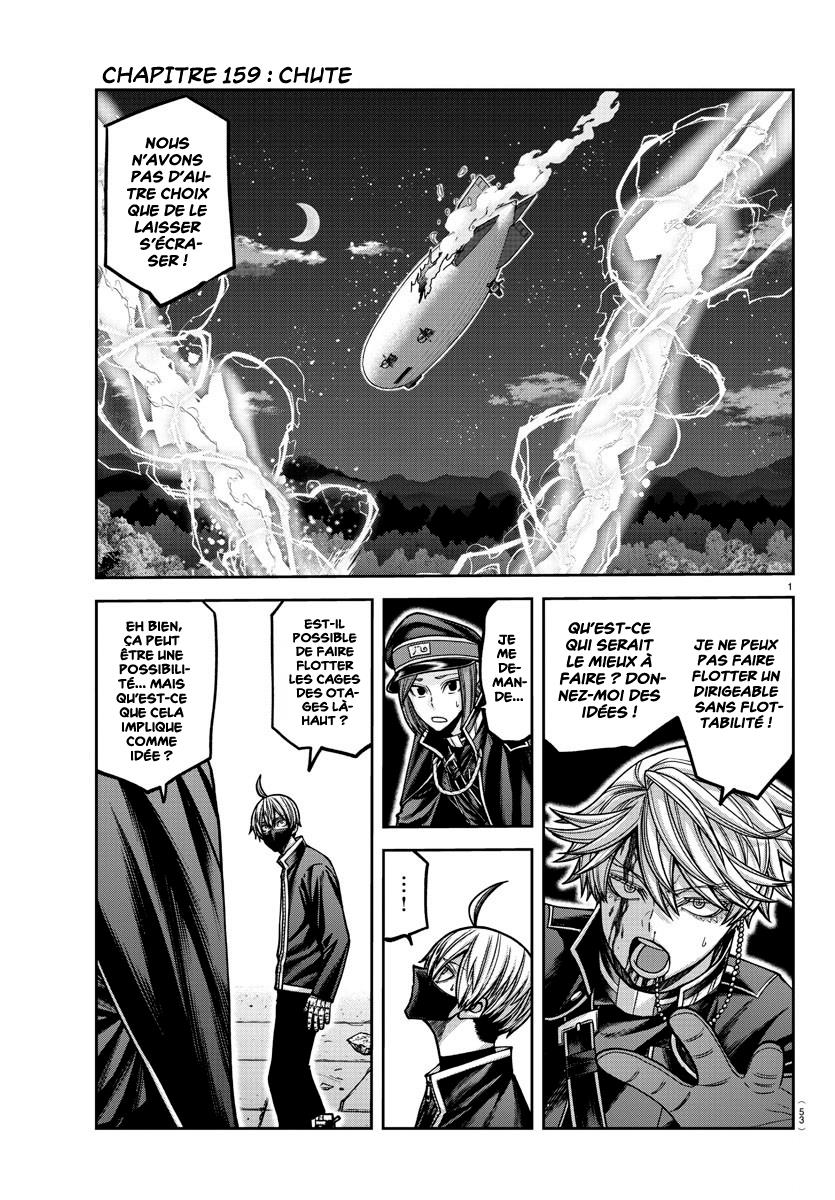 CHAPITRE 159 : CHUTE
NOUS
N'AVONS
PAS D'AU-
TRE CHOIX
QUE DE LE
LAISSER
S'ÉCRA-
SER !
1
JE NE PEUX
PAS FAIRE
FLOTTER UN
DIRIGEABLE
SANS FLOT-
TABILITÉ !
QU'EST-CE
QUI SERAIT
LE MIEUX À
FAIRE ? DON-
NEZ-MOI DES
IDÉES !
JE
ME
DE-
MAN-
DE...
...!
EST-IL
POSSIBLE
DE FAIRE
FLOTTER
LES CAGES
DES OTA-
GES LÀ-
HAUT ?
EH BIEN,
ÇA PEUT
ÊTRE UNE
POSSIBILI-
TÉ... MAIS
QU'EST-CE
QUE CELA
IMPLIQUE
COMME
IDÉE ?
(53)